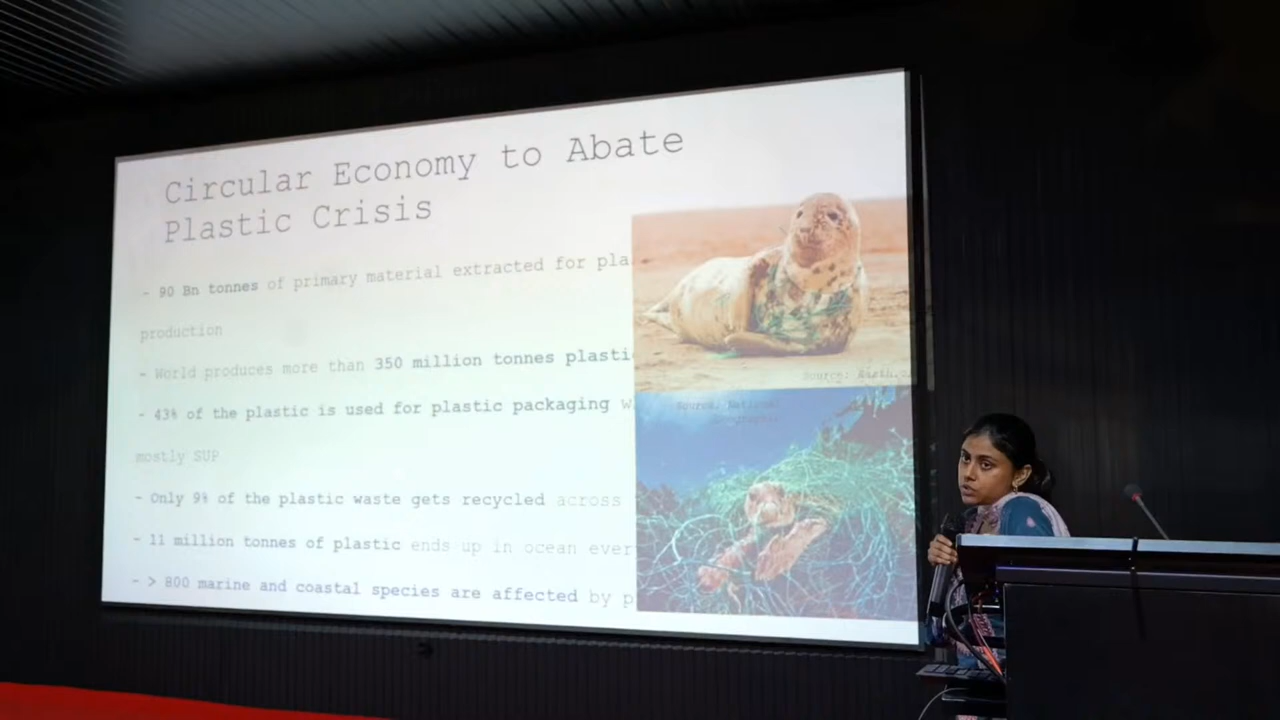 Circular Economy to Abate
Plastic Crisis
- 90 Bn tonnes of primary material extracted for pla
production
- World produces more than 350 million tonnes plasti
- 43% of the plastic is used for plastic packaging w
mostly SUP
- Only 9% of the plastic waste gets recycled across
- 11 million tonnes of plastic ends up in ocean ever
- > 800 marine and coastal species are affected by p
Source:
Source: National
Geographic